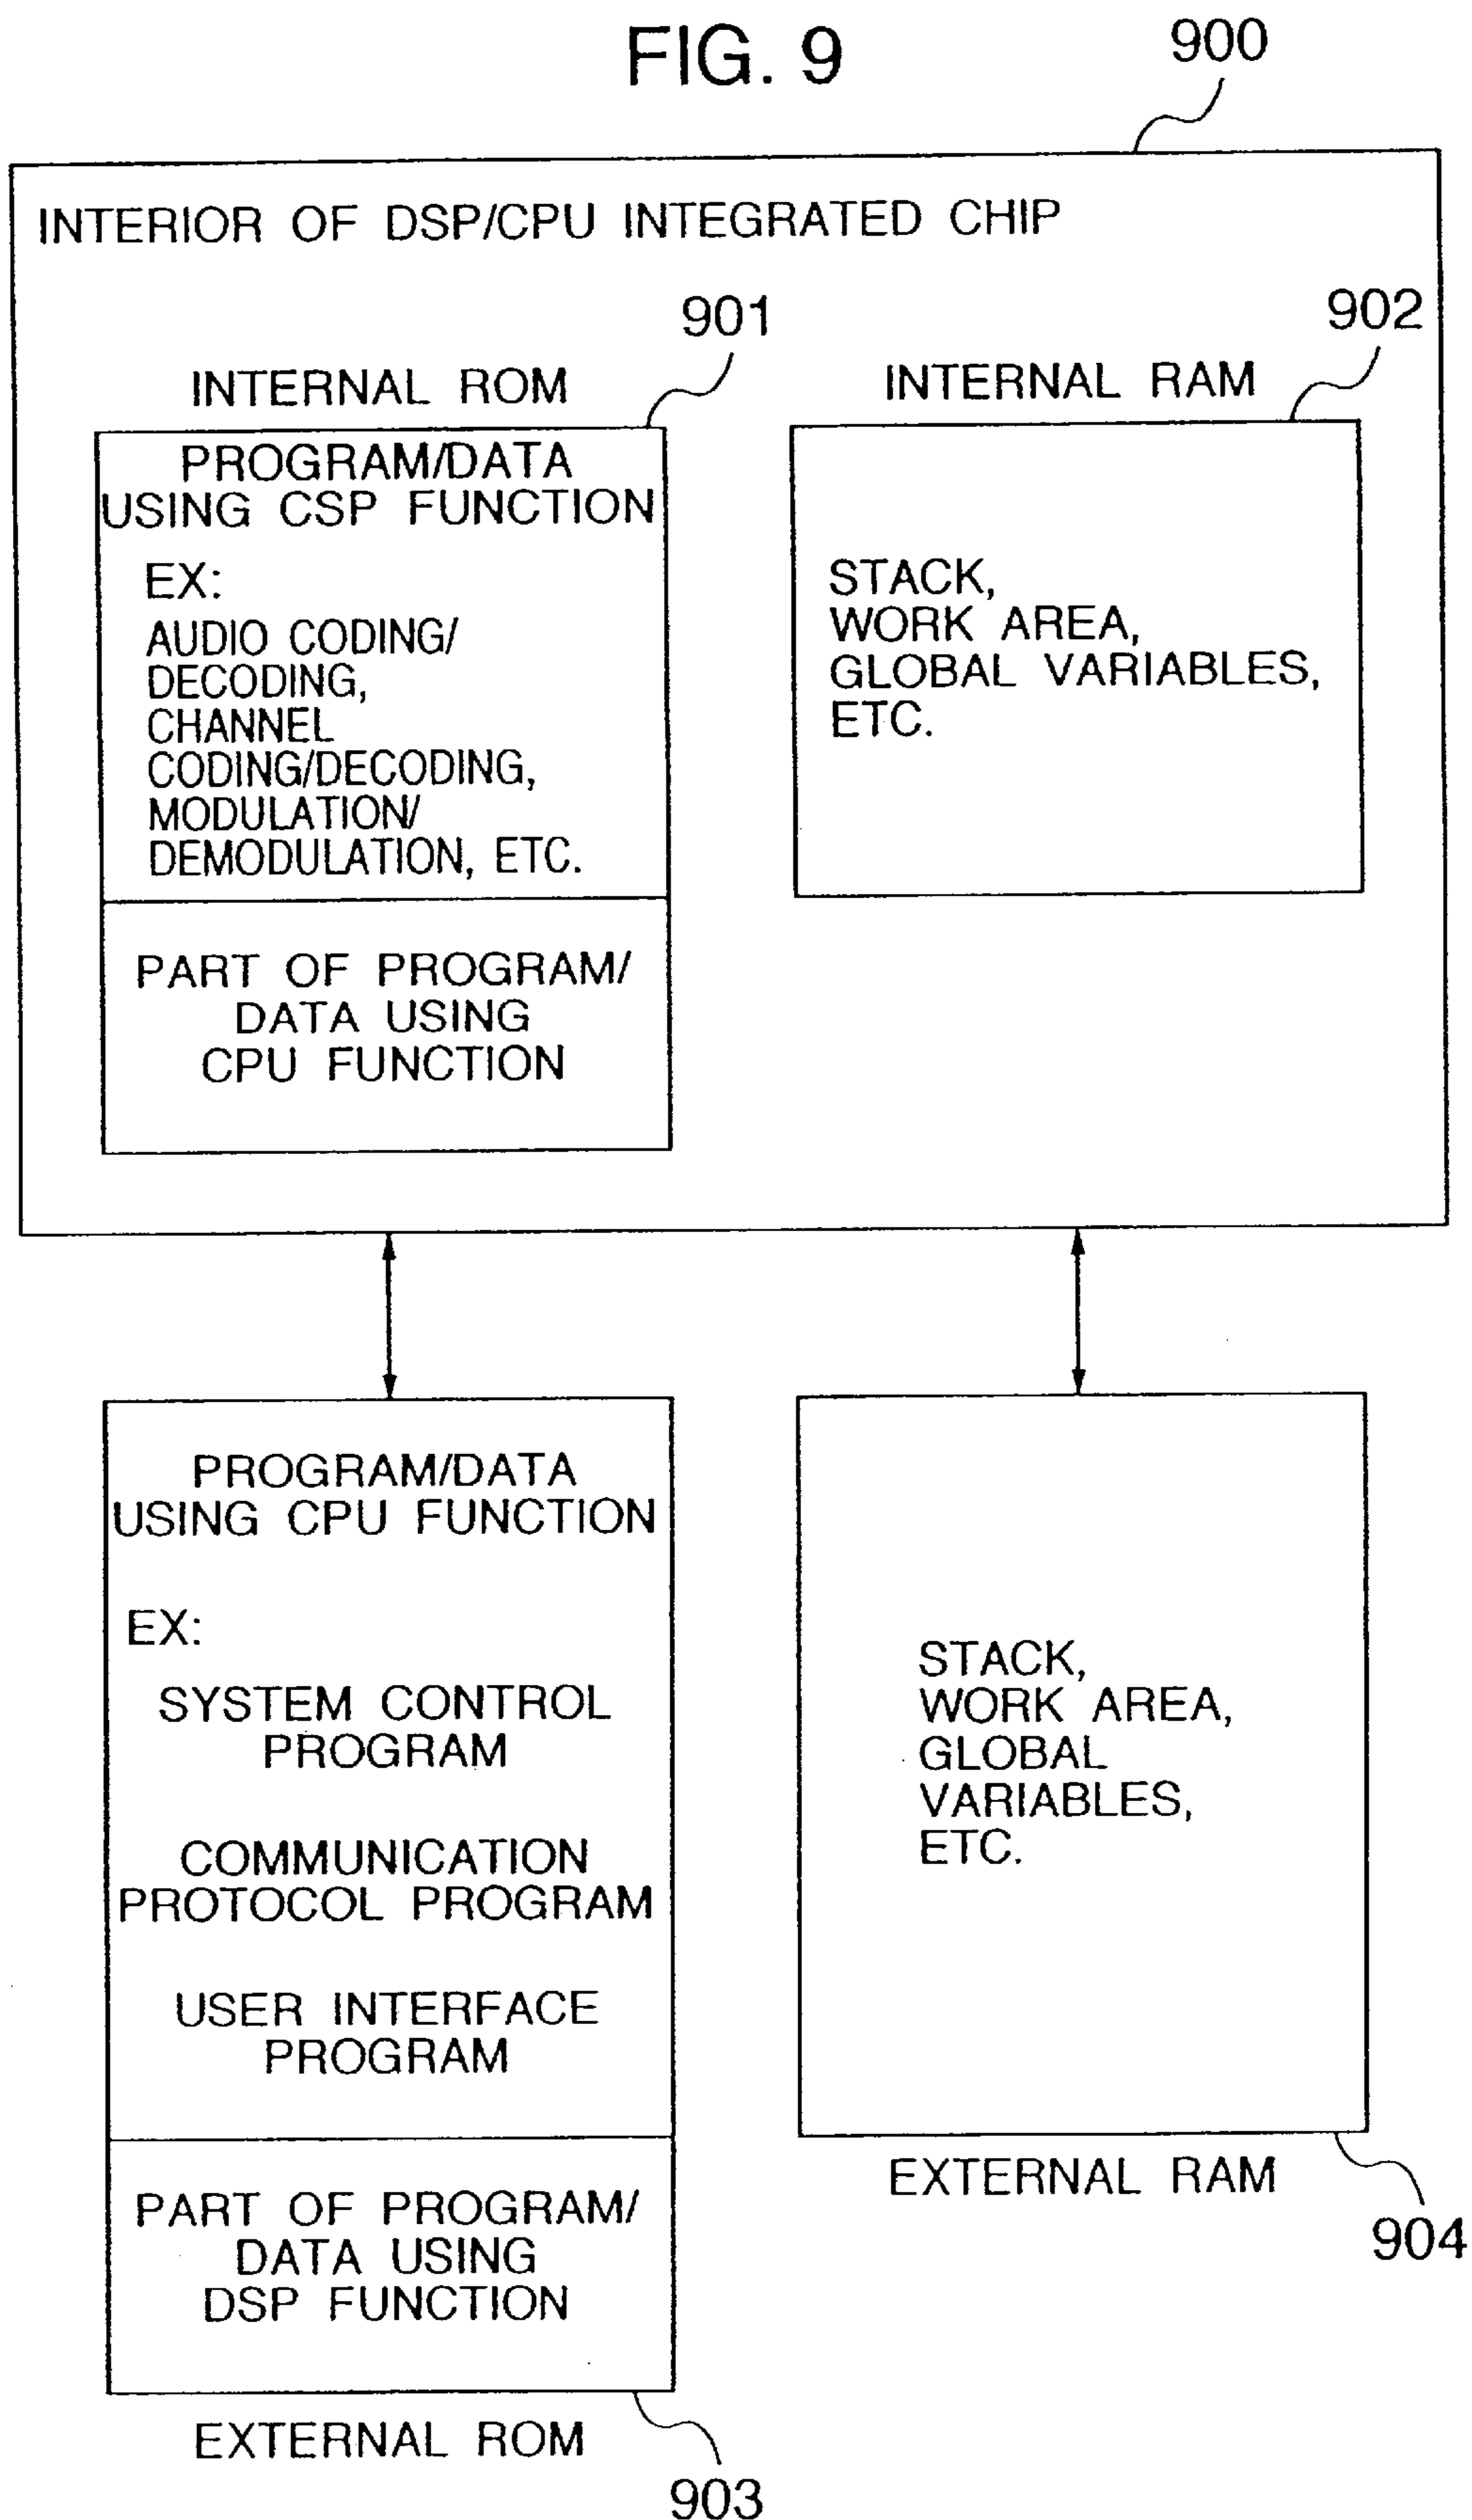 FIG. 9
900
INTERIOR OF DSP/CPU INTEGRATED CHIP
901
902
INTERNAL ROM
INTERNAL RAM
PROGRAM/DATA
USING CSP FUNCTION
EX:
AUDIO CODING/
DECODING,
CHANNEL
CODING/DECODING,
MODULATION/
DEMODULATION, ETC.
PART OF PROGRAM/
DATA USING
CPU FUNCTION
STACK,
WORK AREA,
GLOBAL VARIABLES,
ETC.
PROGRAM/DATA
USING CPU FUNCTION
EX:
SYSTEM CONTROL
PROGRAM
COMMUNICATION
PROTOCOL PROGRAM
USER INTERFACE
PROGRAM
PART OF PROGRAM/
DATA USING
DSP FUNCTION
EXTERNAL ROM
903
STACK,
WORK AREA,
GLOBAL
VARIABLES,
ETC.
EXTERNAL RAM
904